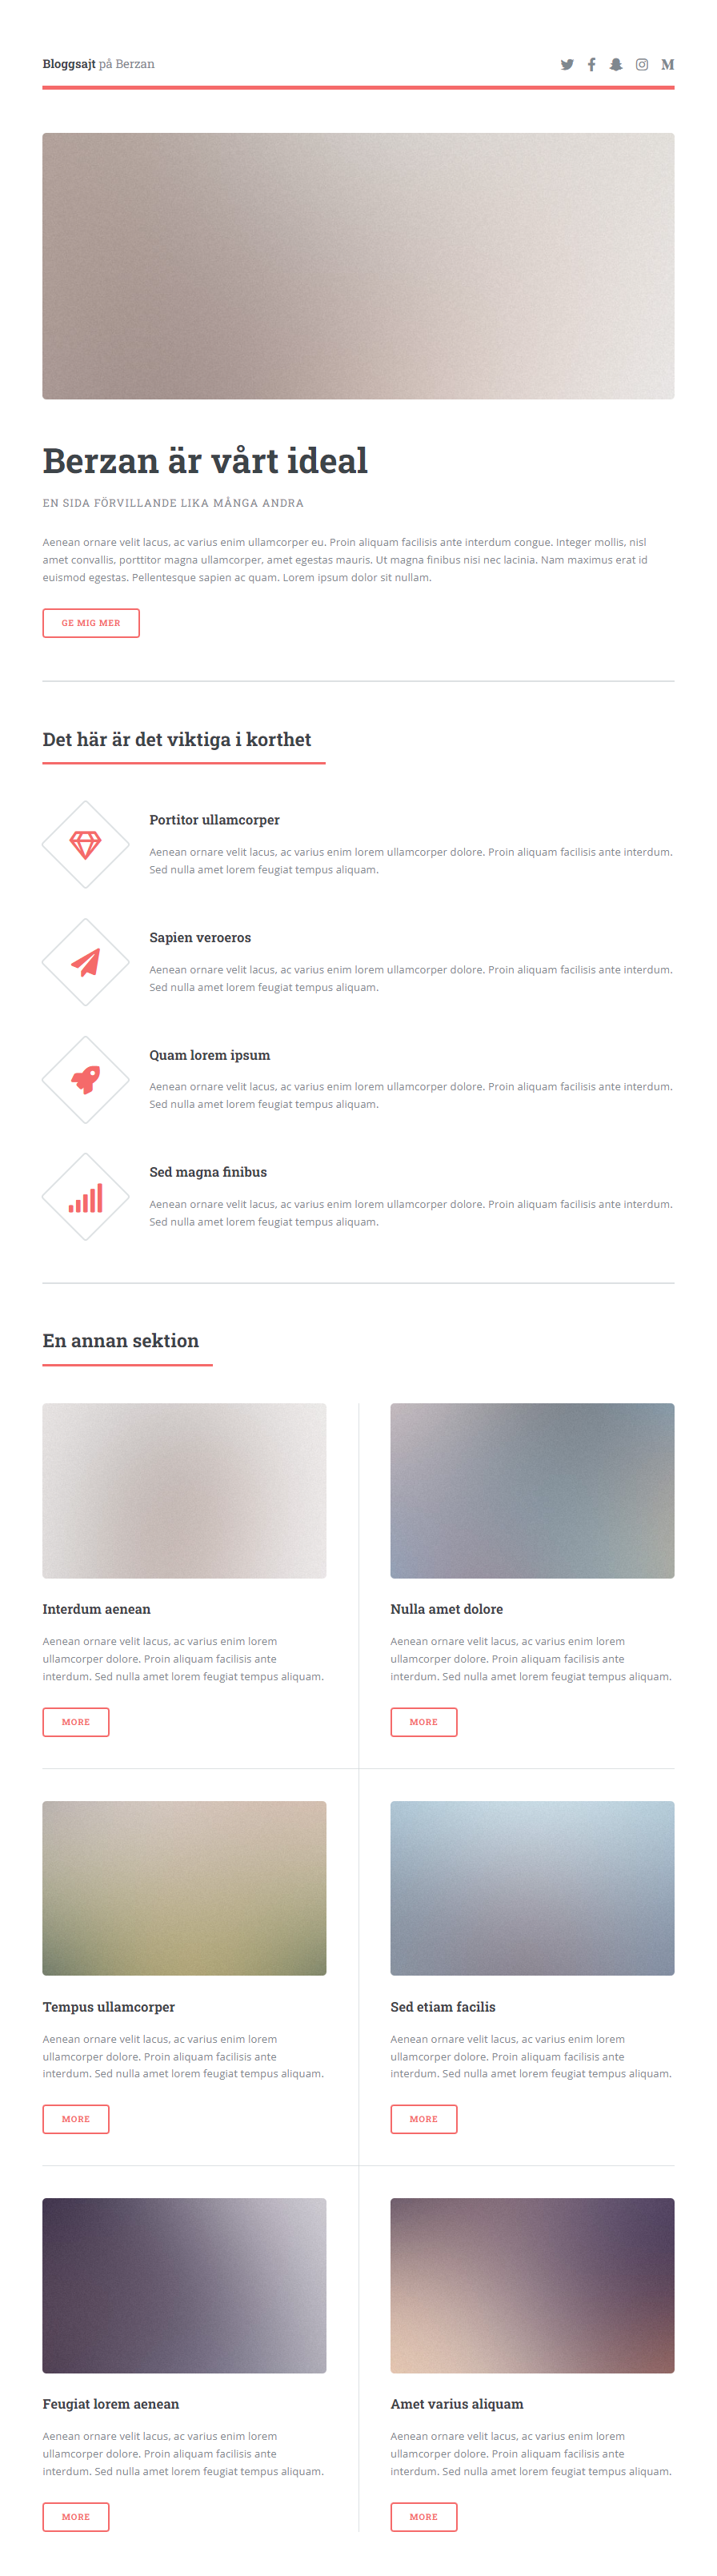 Bloggsajt på Berzan
M
Berzan är vårt ideal
EN SIDA FÖRVILLANDE LIKA MÅNGA ANDRA
Aenean ornare velit lacus, ac varius enim ullamcorper eu. Proin aliquam facilisis ante interdum congue. Integer mollis, nisl
amet convallis, porttitor magna ullamcorper, amet egestas mauris. Ut magna finibus nisi nec lacinia. Nam maximus erat id
euismod egestas. Pellentesque sapien ac quam. Lorem ipsum dolor sit nullam.
GE MIG MER
Det här är det viktiga i korthet
Portitor ullamcorper
Aenean ornare velit lacus, ac varius enim lorem ullamcorper dolore. Proin aliquam facilisis ante interdum.
Sed nulla amet lorem feugiat tempus aliquam.
Sapien veroeros
Aenean ornare velit lacus, ac varius enim lorem ullamcorper dolore. Proin aliquam facilisis ante interdum.
Sed nulla amet lorem feugiat tempus aliquam.
Quam lorem ipsum
Aenean ornare velit lacus, ac varius enim lorem ullamcorper dolore. Proin aliquam facilisis ante interdum.
Sed nulla amet lorem feugiat tempus aliquam.
Sed magna finibus
Aenean ornare velit lacus, ac varius enim lorem ullamcorper dolore. Proin aliquam facilisis ante interdum.
Sed nulla amet lorem feugiat tempus aliquam.
En annan sektion
Interdum aenean
Aenean ornare velit lacus, ac varius enim lorem
ullamcorper dolore. Proin aliquam facilisis ante
interdum. Sed nulla amet lorem feugiat tempus aliquam.
MORE
Nulla amet dolore
Aenean ornare velit lacus, ac varius enim lorem
ullamcorper dolore. Proin aliquam facilisis ante
interdum. Sed nulla amet lorem feugiat tempus aliquam.
MORE
Tempus ullamcorper
Aenean ornare velit lacus, ac varius enim lorem
ullamcorper dolore. Proin aliquam facilisis ante
interdum. Sed nulla amet lorem feugiat tempus aliquam.
MORE
Sed etiam facilis
Aenean ornare velit lacus, ac varius enim lorem
ullamcorper dolore. Proin aliquam facilisis ante
interdum. Sed nulla amet lorem feugiat tempus aliquam.
MORE
Feugiat lorem aenean
Aenean ornare velit lacus, ac varius enim lorem
ullamcorper dolore. Proin aliquam facilisis ante
interdum. Sed nulla amet lorem feugiat tempus aliquam.
MORE
Amet varius aliquam
Aenean ornare velit lacus, ac varius enim lorem
ullamcorper dolore. Proin aliquam facilisis ante
interdum. Sed nulla amet lorem feugiat tempus aliquam.
MORE